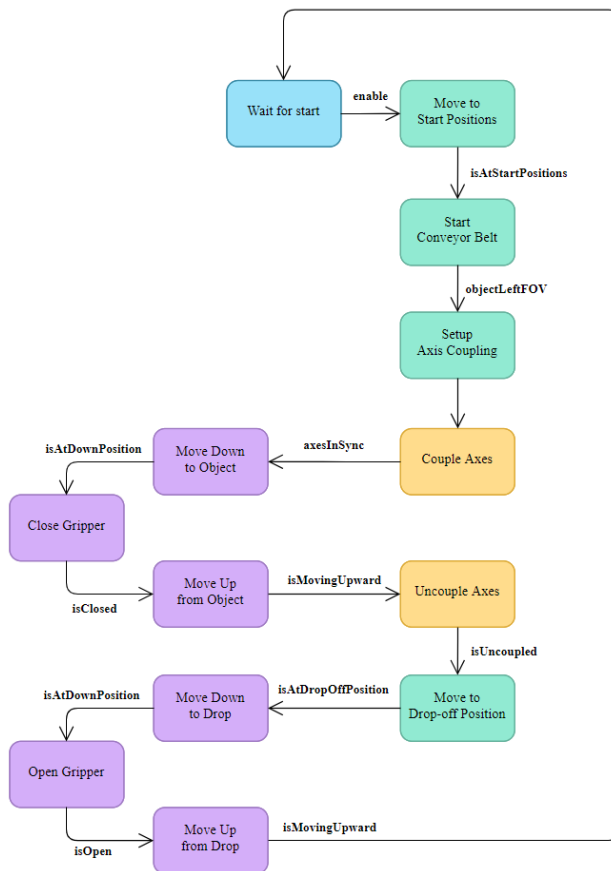 enable
Wait for start
Move to
Start Positions
isAtStartPositions
Start
Conveyor Belt
objectLeftFOV
Setup
Axis Coupling
axesInSync
isAtDownPosition
Move Down
to Object
Couple Axes
Close Gripper
isMovingUpward
isClosed
Move Up
from Object
Uncouple Axes
isUncoupled
isAtDropOffPosition
isAtDownPosition
Move Down
to Drop
Move to
Drop-off Position
Open Gripper
isMovingUpward
isOpen
Move Up
from Drop